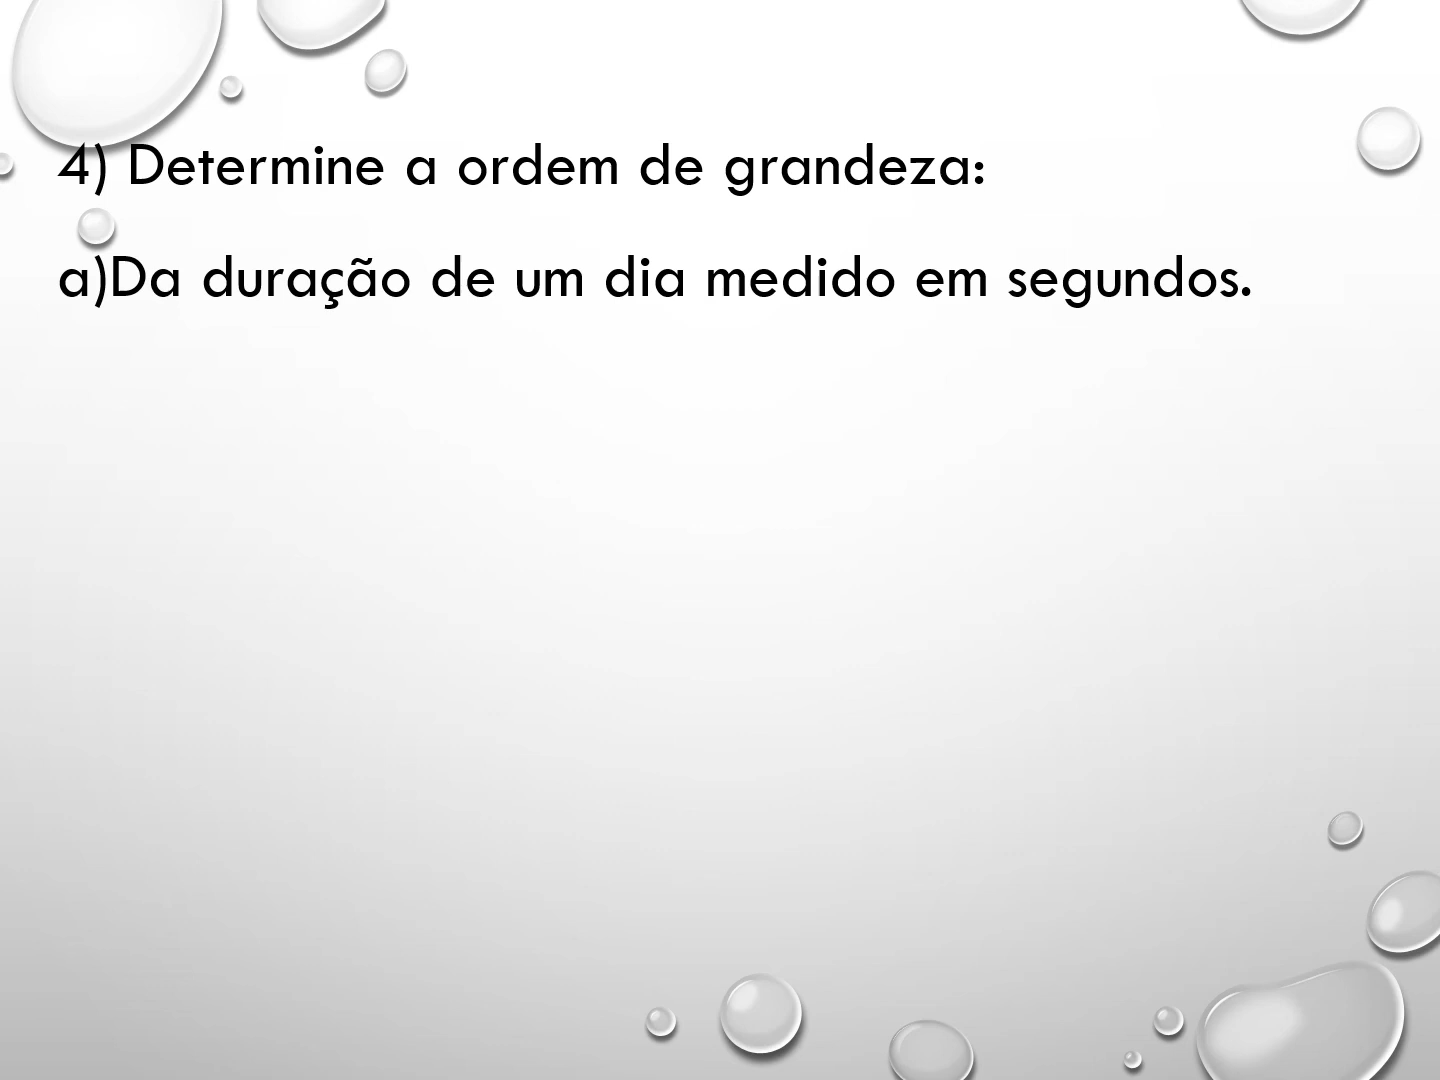 4) Determine a ordem de grandeza:
a)Da duração de um dia medido em segundos.